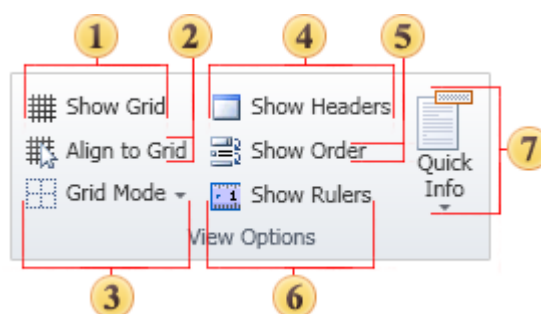 1 2 4 5
Show Grid Show Headers
Align to Grid Show Order
Grid Mode 1 Show Rulers
Quick
Info
7
View Options
3 6